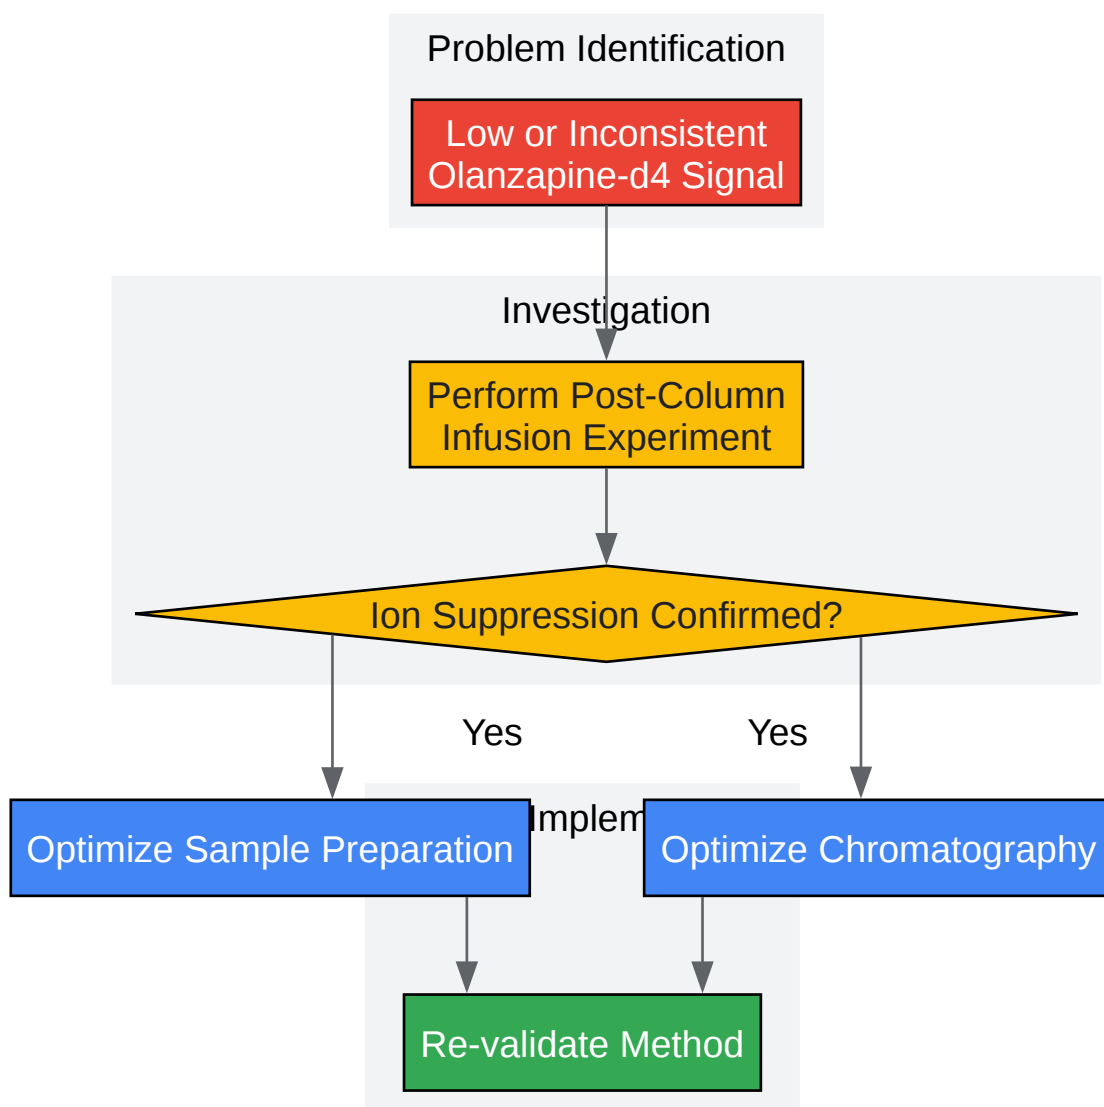 Problem Identification
Low or Inconsistent
Olanzapine-d4 Signal
Investigation
Perform Post-Column
Infusion Experiment
Ion Suppression Confirmed?
Yes
Yes
Implem
Optimize Sample Preparation
Optimize Chromatography
Re-validate Method